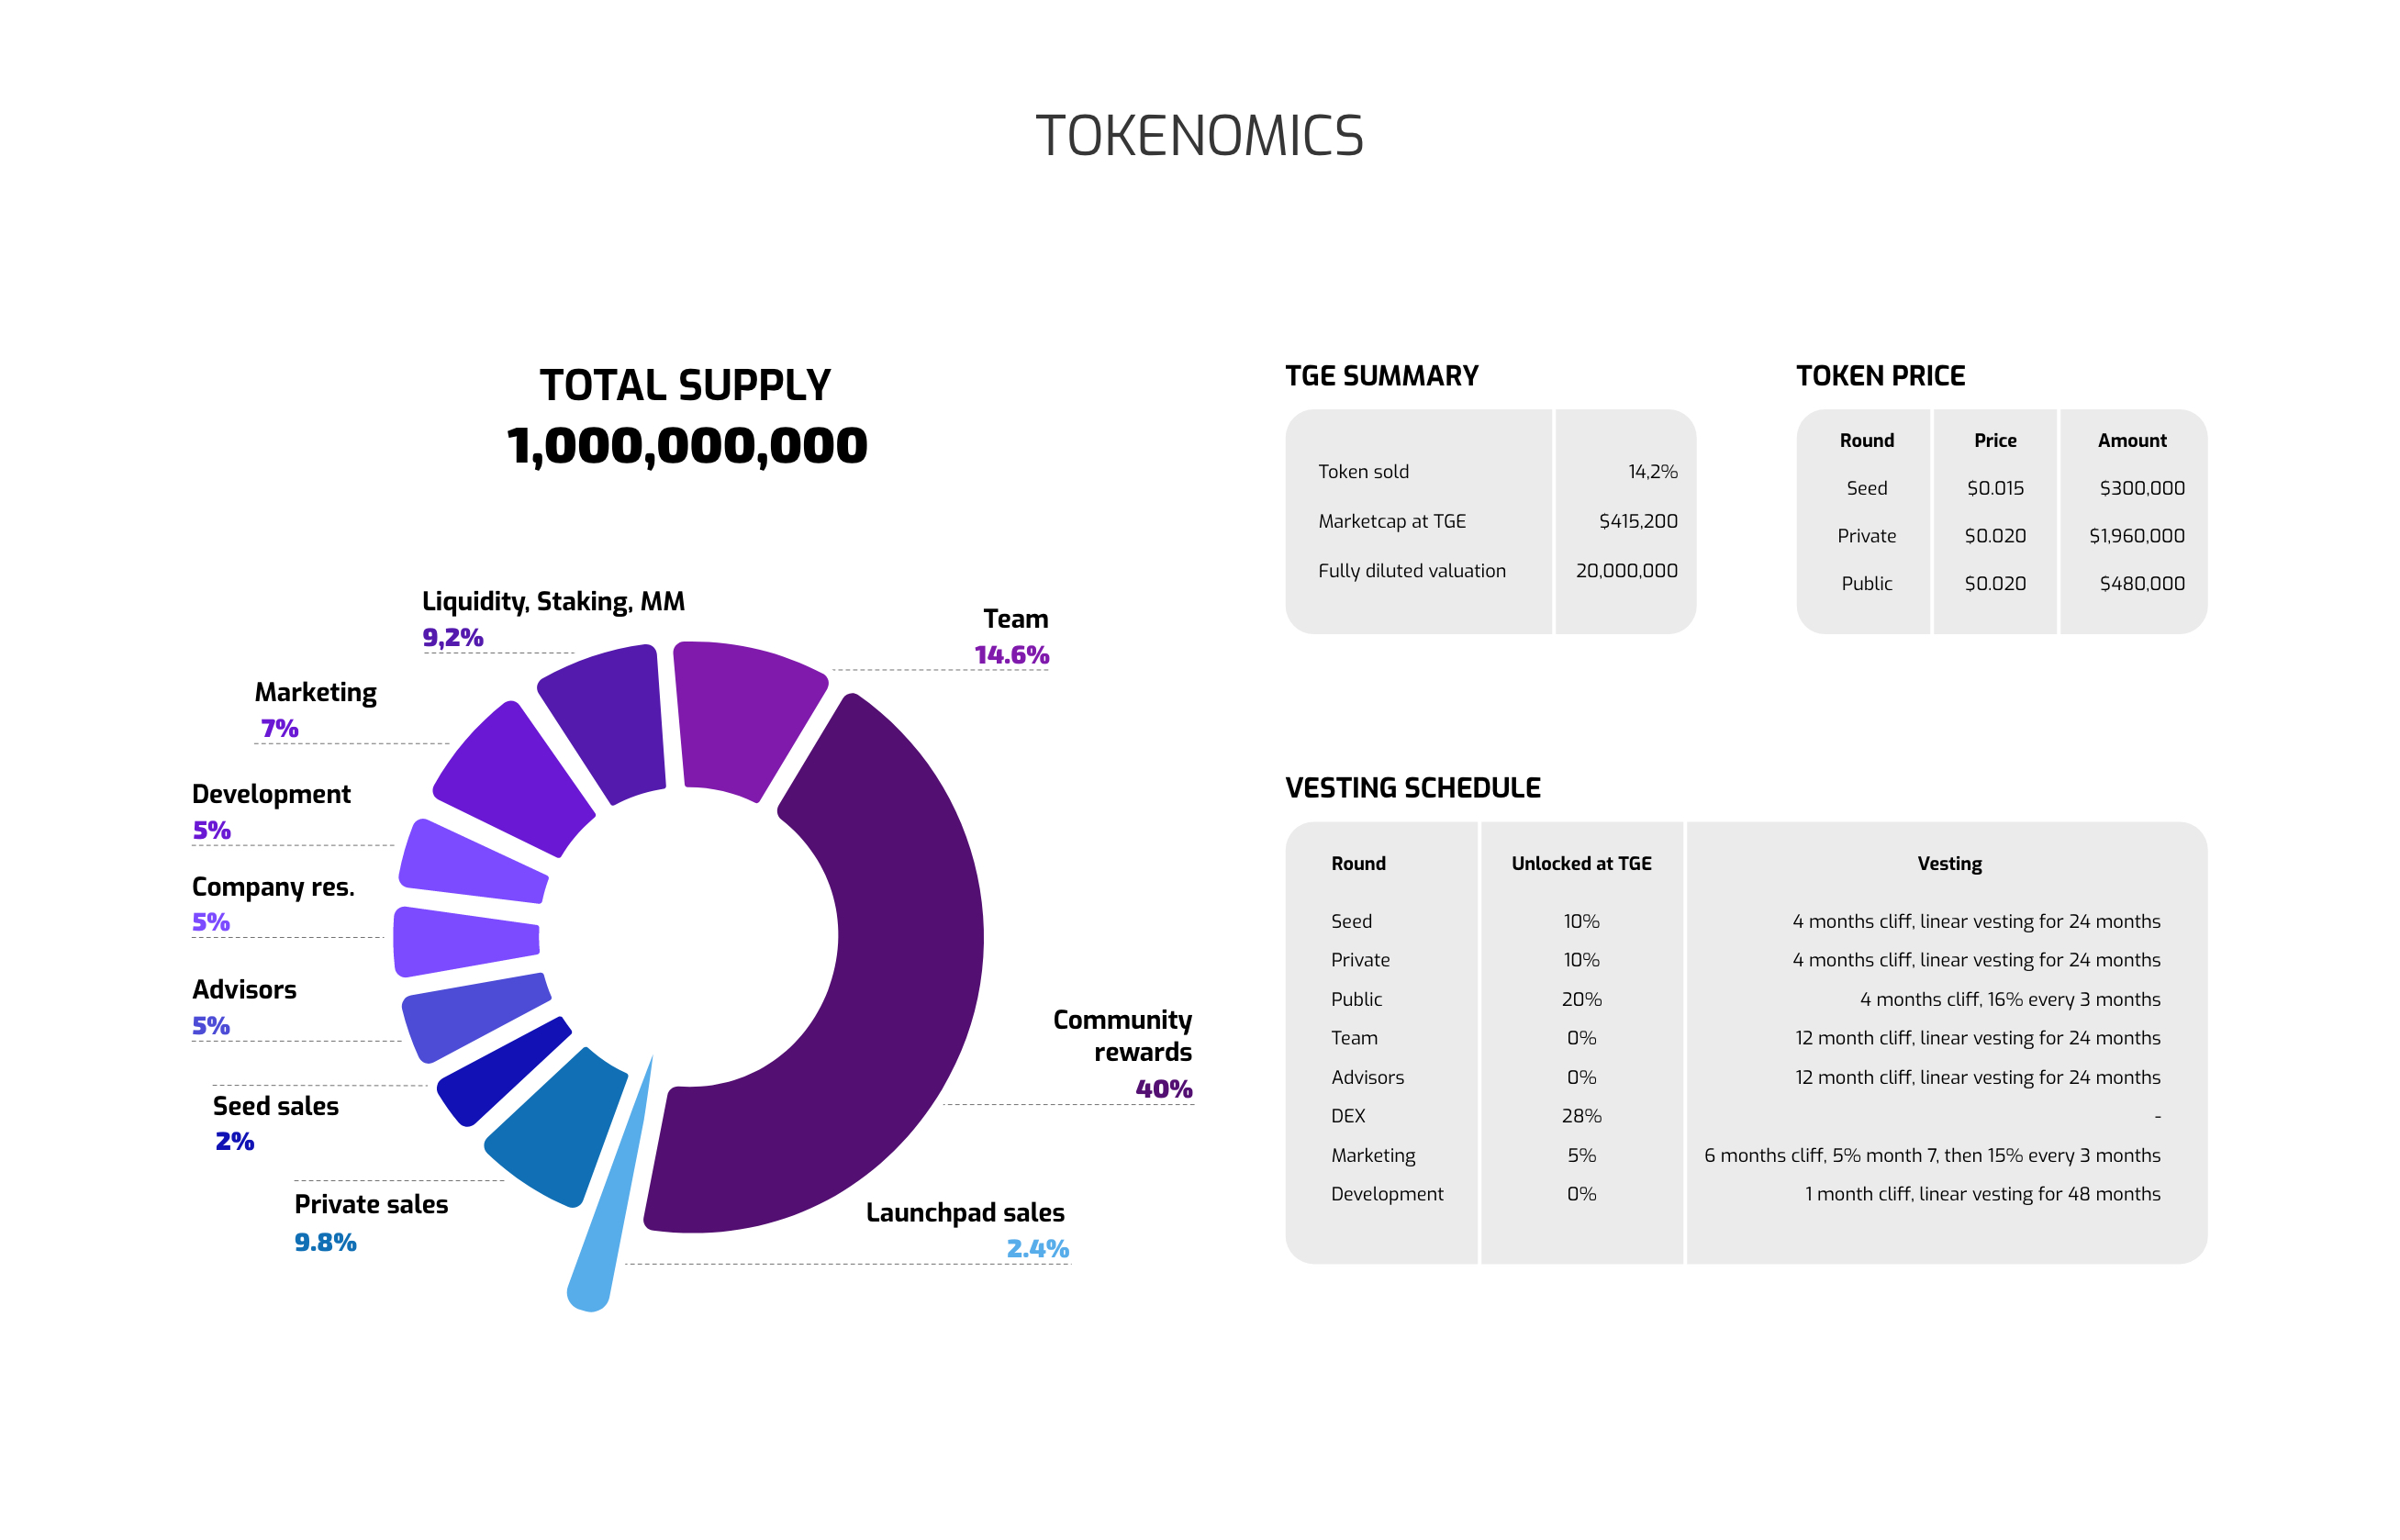 TOKENOMICS
TOTAL SUPPLY
1,000,000,000
Liquidity, Staking, MM
9,2%
Team
14.6%
Marketing
7%
Development
5%
Company res.
5%
Advisors
5%
Community
rewards
40%
Seed sales
2%
Private sales
9.8%
Launchpad sales
2.4%
TGE SUMMARY
Token sold 14,2%
Marketcap at TGE $415,200
Fully diluted valuation 20,000,000
TOKEN PRICE
Round Price Amount
Seed $0.015 $300,000
Private $0.020 $1,960,000
Public $0.020 $480,000
VESTING SCHEDULE
Round Unlocked at TGE Vesting
Seed 10% 4 months cliff, linear vesting for 24 months
Private 10% 4 months cliff, linear vesting for 24 months
Public 20% 4 months cliff, 16% every 3 months
Team 0% 12 month cliff, linear vesting for 24 months
Advisors 0% 12 month cliff, linear vesting for 24 months
DEX 28% -
Marketing 5% 6 months cliff, 5% month 7, then 15% every 3 months
Development 0% 1 month cliff, linear vesting for 48 months